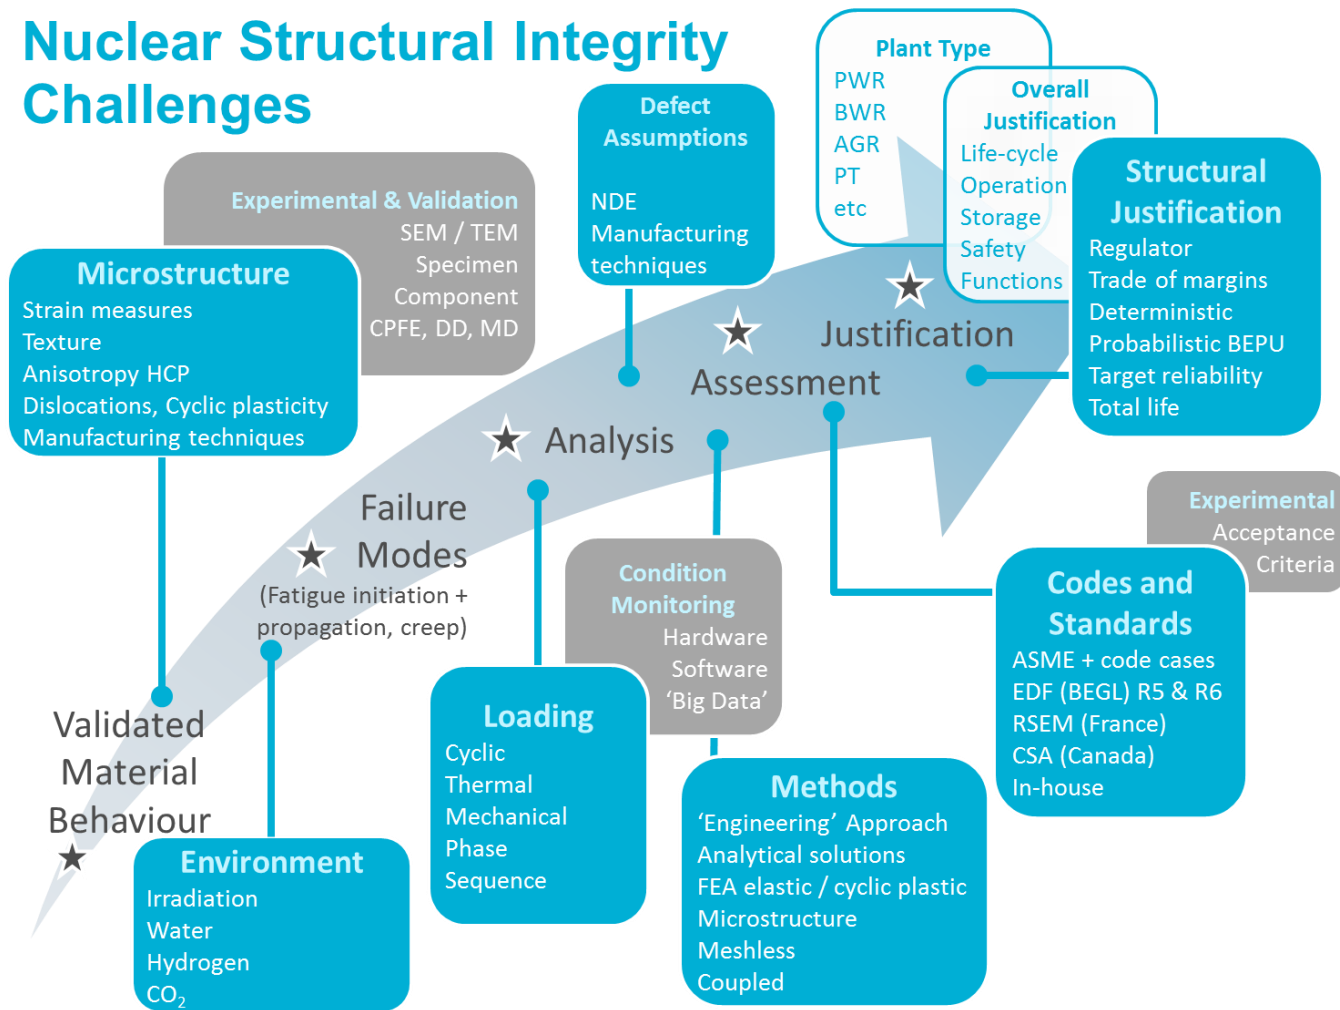 Nuclear Structural Integrity
Challenges
Plant Type
PWR
BWR
AGR
PT
etc
Overall
Justification
Life-cycle
Operation
Storage
Safety
Functions
Structural
Justification
Regulator
Trade of margins
Deterministic
Probabilistic BEPU
Target reliability
Total life
Defect
Assumptions
NDE
Manufacturing
techniques
Experimental & Validation
SEM / TEM
Specimen
Component
CPFE, DD, MD
Microstructure
Strain measures
Texture
Anisotropy HCP
Dislocations, Cyclic plasticity
Manufacturing techniques
Justification
Assessment
Analysis
Failure
Modes
(Fatigue initiation +
propagation, creep)
Validated
Material
Behaviour
Environment
Irradiation
Water
Hydrogen
CO₂
Loading
Cyclic
Thermal
Mechanical
Phase
Sequence
Condition
Monitoring
Hardware
Software
‘Big Data’
Methods
‘Engineering’ Approach
Analytical solutions
FEA elastic / cyclic plastic
Microstructure
Meshless
Coupled
Experimental
Acceptance
Criteria
Codes and
Standards
ASME + code cases
EDF (BEGL) R5 & R6
RSEM (France)
CSA (Canada)
In-house